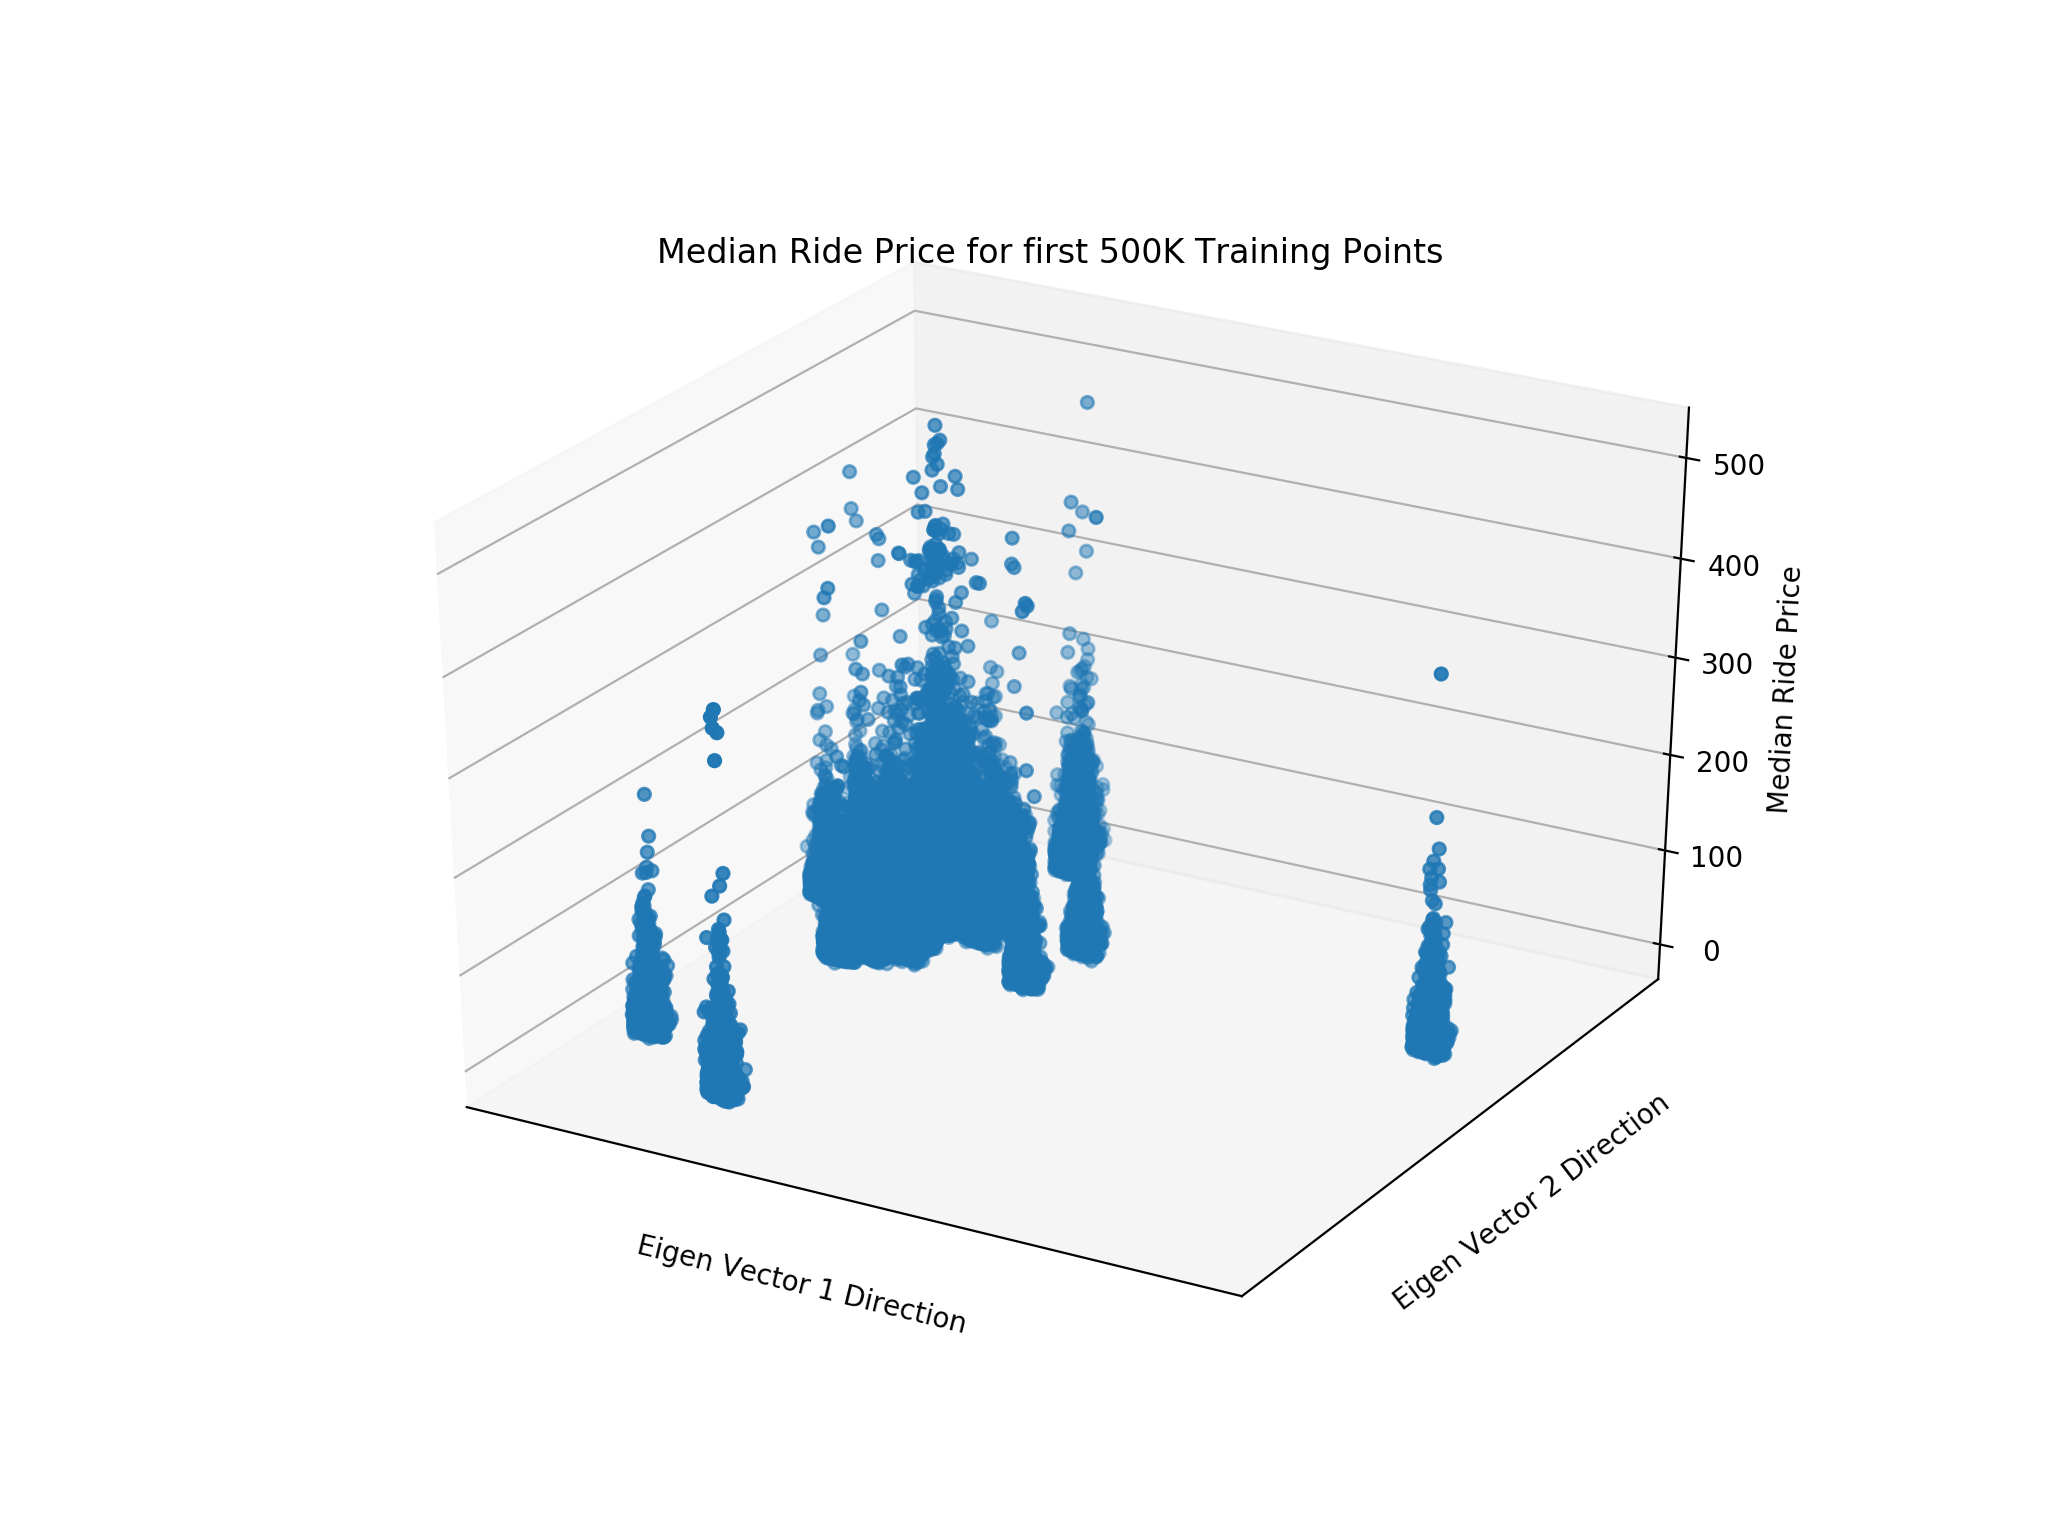 Median Ride Price for first 500K Training Points
500
400
300
200
100
0
Median Ride Price
Eigen Vector 2 Direction
Eigen Vector 1 Direction